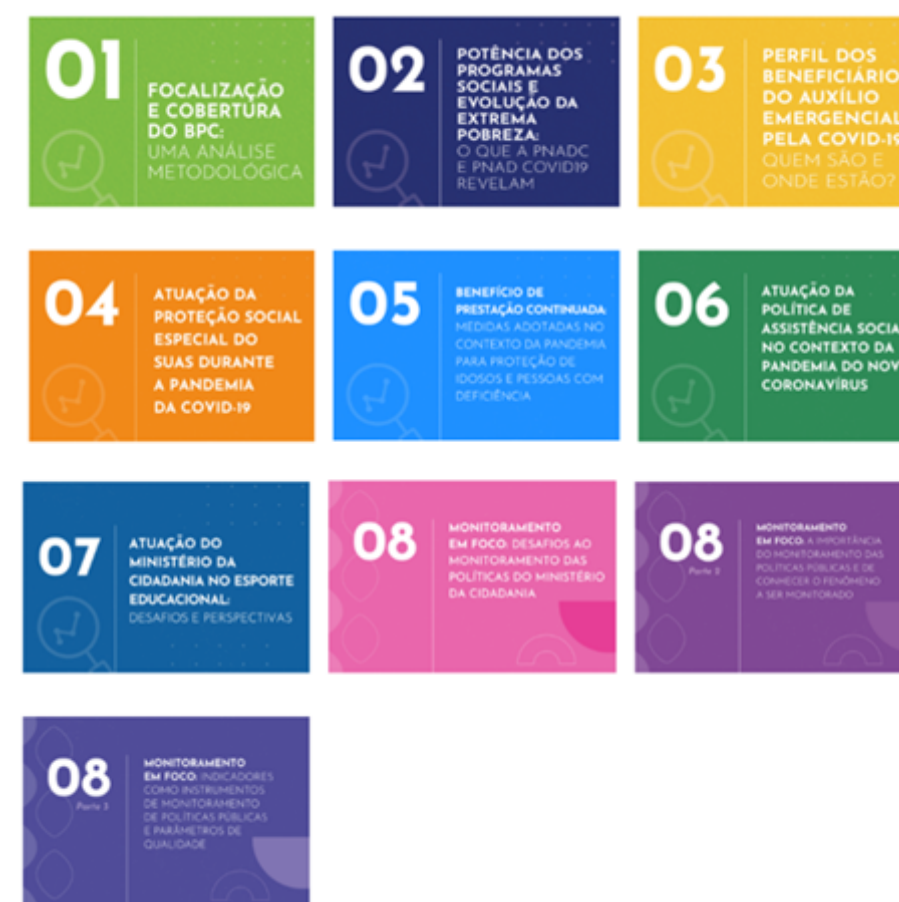 01
FOCALIZAÇÃO
E COBERTURA
DO BPC:
UMA ANÁLISE
METODOLÓGICA
02
POTÊNCIA DOS
PROGRAMAS
SOCIAIS E
EVOLUÇÃO DA
EXTREMA
POBREZA:
O QUE A PNADC
E PNAD COVID19
REVELAM
03
PERFIL DOS
BENEFICIÁRIO
DO AUXÍLIO
EMERGENCIAL
PELA COVID-19
QUEM SÃO E
ONDE ESTÃO?
04
ATUAÇÃO DA
PROTEÇÃO SOCIAL
ESPECIAL DO
SUAS DURANTE
A PANDEMIA
DA COVID-19
05
BENEFÍCIO DE
PRESTAÇÃO CONTINUADA:
MEDIDAS ADOTADAS NO
CONTEXTO DA PANDEMIA
PARA PROTEÇÃO DE
IDOSOS E PESSOAS COM
DEFICIÊNCIA
06
ATUAÇÃO DA
POLÍTICA DE
ASSISTÊNCIA SOCIA
NO CONTEXTO DA
PANDEMIA DO NOV
CORONAVÍRUS
07
ATUAÇÃO DO
MINISTÉRIO DA
CIDADANIA NO ESPORTE
EDUCACIONAL:
DESAFIOS E PERSPECTIVAS
08
MONITORAMENTO
EM FOCO: DESAFIOS AO
MONITORAMENTO DAS
POLÍTICAS DO MINISTÉRIO
DA CIDADANIA
08
Parte 2
MONITORAMENTO
EM FOCO: A IMPORTÂNCIA
DO MONITORAMENTO DAS
POLÍTICAS PÚBLICAS E DE
CONHECER O FENÔMENO
A SER MONITORADO
08
Parte 3
MONITORAMENTO
EM FOCO: INDICADORES
COMO INSTRUMENTOS
DE MONITORAMENTO
DE POLÍTICAS PÚBLICAS
E PARÂMETROS DE
QUALIDADE